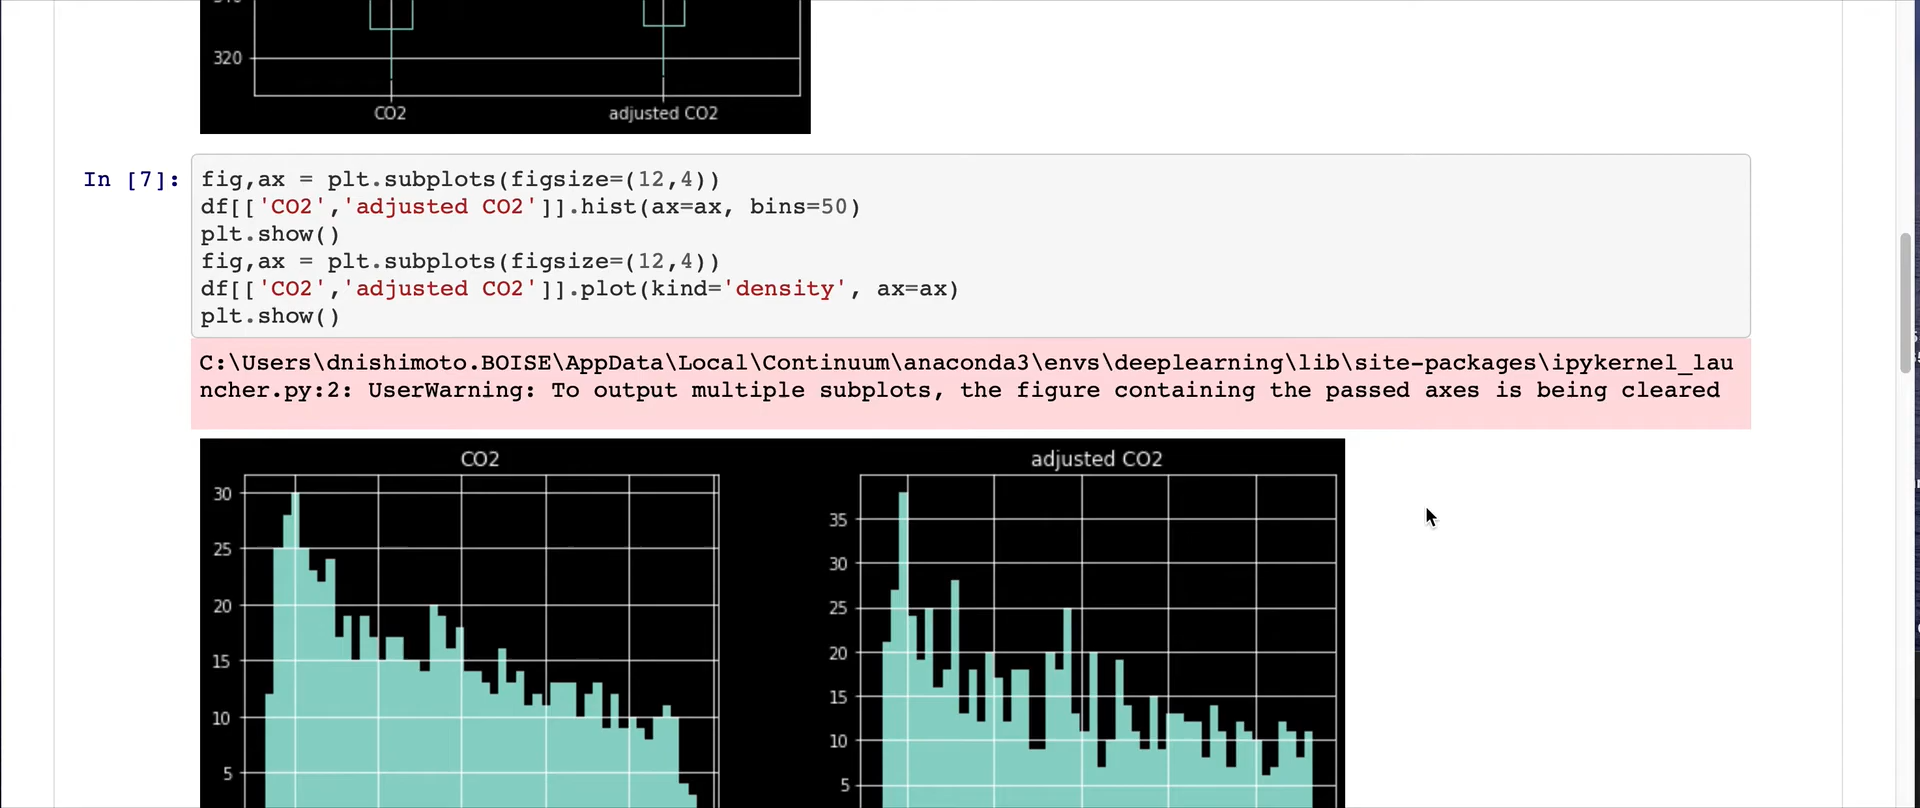 320
CO2 adjusted CO2
In [7]:
fig,ax = plt.subplots(figsize=(12,4))
df[['CO2','adjusted CO2']].hist(ax=ax, bins=50)
plt.show()
fig,ax = plt.subplots(figsize=(12,4))
df[['CO2','adjusted CO2']].plot(kind='density', ax=ax)
plt.show()
C:\Users\dnishimoto.BOISE\AppData\Local\Continuum\anaconda3\envs\deeplearning\lib\site-packages\ipykernel_lau
ncher.py:2: UserWarning: To output multiple subplots, the figure containing the passed axes is being cleared
CO2
30
25
20
15
10
5
adjusted CO2
35
30
25
20
15
10
5